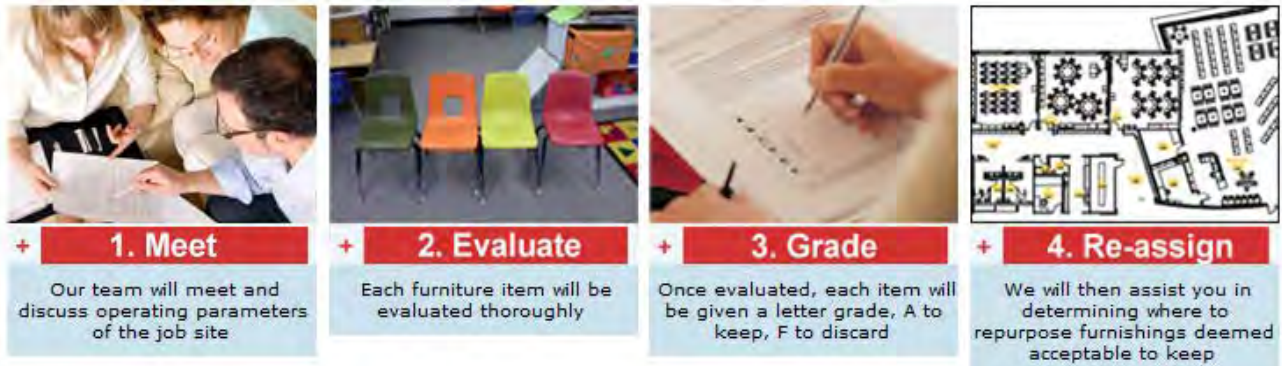 + 1. Meet
Our team will meet and
discuss operating parameters
of the job site
+ 2. Evaluate
Each furniture item will be
evaluated thoroughly
+ 3. Grade
Once evaluated, each item will
be given a letter grade, A to
keep, F to discard
+ 4. Re-assign
We will then assist you in
determining where to
repurpose furnishings deemed
acceptable to keep